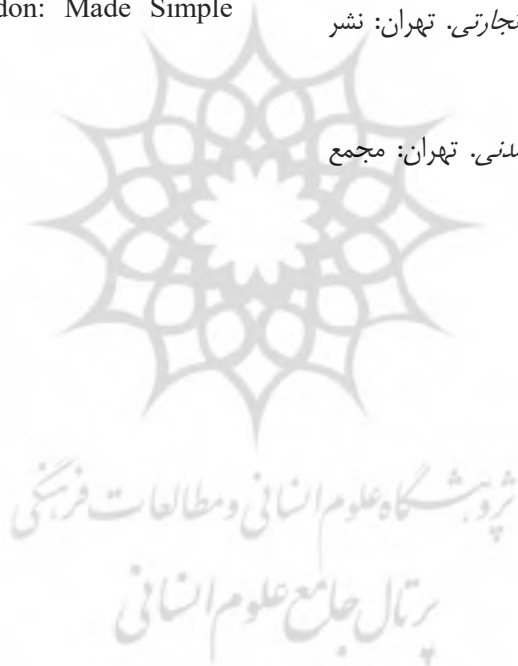 don: Made Simple
تجارتی. تهران: نشر
مدنی. تهران: مجمع
پژوهشگاه علوم انسانی و مطالعات فرهنگی
پرتال جامع علوم انسانی